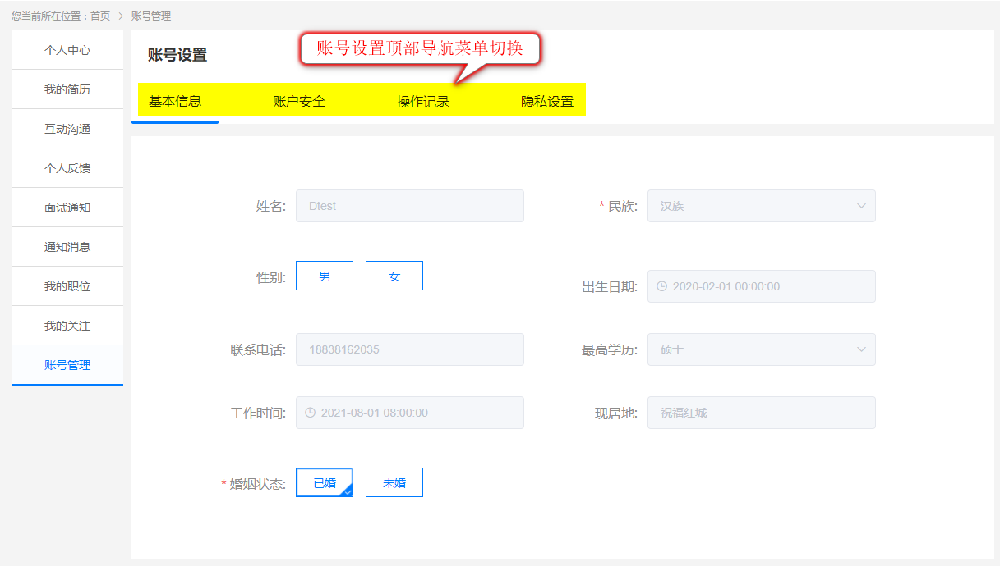 您当前所在位置：首页 > 账号管理
个人中心
我的简历
互动沟通
个人反馈
面试通知
通知消息
我的职位
我的关注
账号管理
账号设置
账号设置顶部导航菜单切换
基本信息 账户安全 操作记录 隐私设置
姓名: Dtest * 民族: 汉族
性别: 男 女 出生日期: 2020-02-01 00:00:00
联系电话: 18838162035 最高学历: 硕士
工作时间: 2021-08-01 08:00:00 现居地: 祝福红城
* 婚姻状态: 已婚 未婚